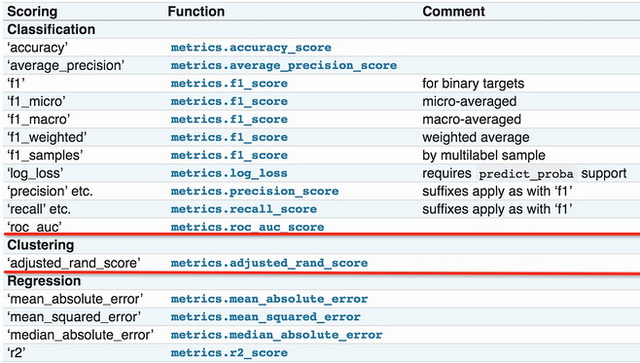 Scoring Function Comment
Classification
‘accuracy’ metrics.accuracy_score
‘average_precision’ metrics.average_precision_score
‘f1’ metrics.f1_score for binary targets
‘f1_micro’ metrics.f1_score micro-averaged
‘f1_macro’ metrics.f1_score macro-averaged
‘f1_weighted’ metrics.f1_score weighted average
‘f1_samples’ metrics.f1_score by multilabel sample
‘log_loss’ metrics.log_loss requires predict_proba support
‘precision’ etc. metrics.precision_score suffixes apply as with ‘f1’
‘recall’ etc. metrics.recall_score suffixes apply as with ‘f1’
‘roc_auc’ metrics.roc_auc_score
Clustering
‘adjusted_rand_score’ metrics.adjusted_rand_score
Regression
‘mean_absolute_error’ metrics.mean_absolute_error
‘mean_squared_error’ metrics.mean_squared_error
‘median_absolute_error’ metrics.median_absolute_error
‘r2’ metrics.r2_score